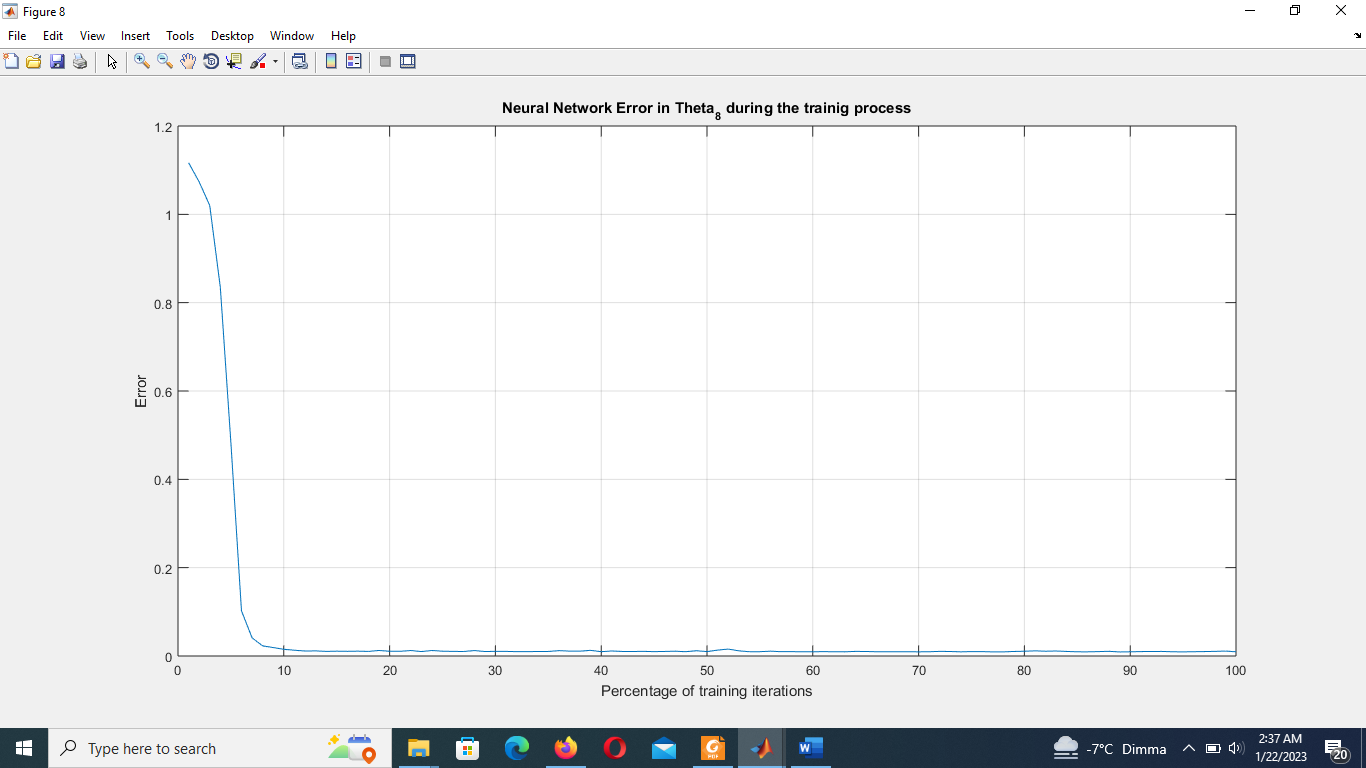 Figure 8
File Edit View Insert Tools Desktop Window Help
Neural Network Error in Theta8 during the trainig process
1.2
1
0.8
0.6
0.4
0.2
0
Error
0 10 20 30 40 50 60 70 80 90 100
Percentage of training iterations
Type here to search
-7°C Dimma
2:37 AM
1/22/2023
20